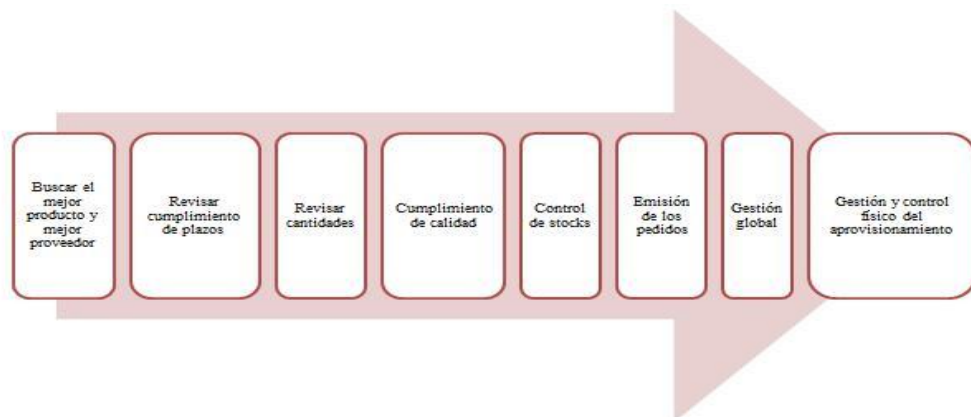 Buscar el
mejor
producto y
mejor
proveedor
Revisar
cumplimiento
de plazos
Revisar
cantidades
Cumplimiento
de calidad
Control
de stocks
Emisión
de los
pedidos
Gestión
global
Gestión y control
físico del
aprovisionamiento